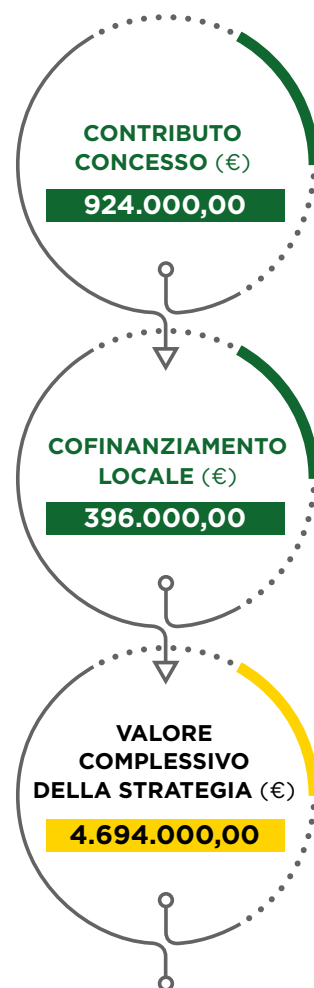 CONTRIBUTO
CONCESSO (€)
924.000,00
COFINANZIAMENTO
LOCALE (€)
396.000,00
VALORE
COMPLESSIVO
DELLA STRATEGIA (€)
4.694.000,00